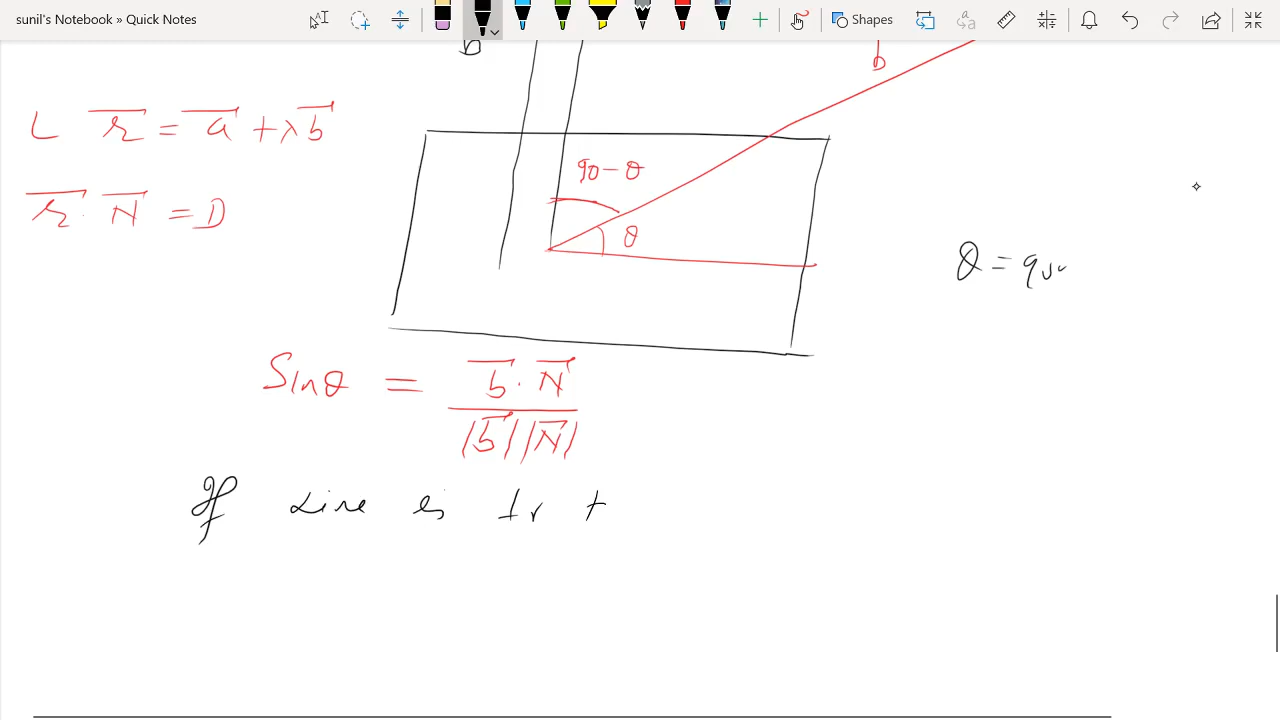 sunil's Notebook » Quick Notes
Shapes
b
L r̅ = a̅ + λb̅
90 - θ
r̅ . N̅ = D
θ
θ = 90°
Sinθ = b̅ . N̅ / |b̅| |N̅|
If Line is ⊥r t